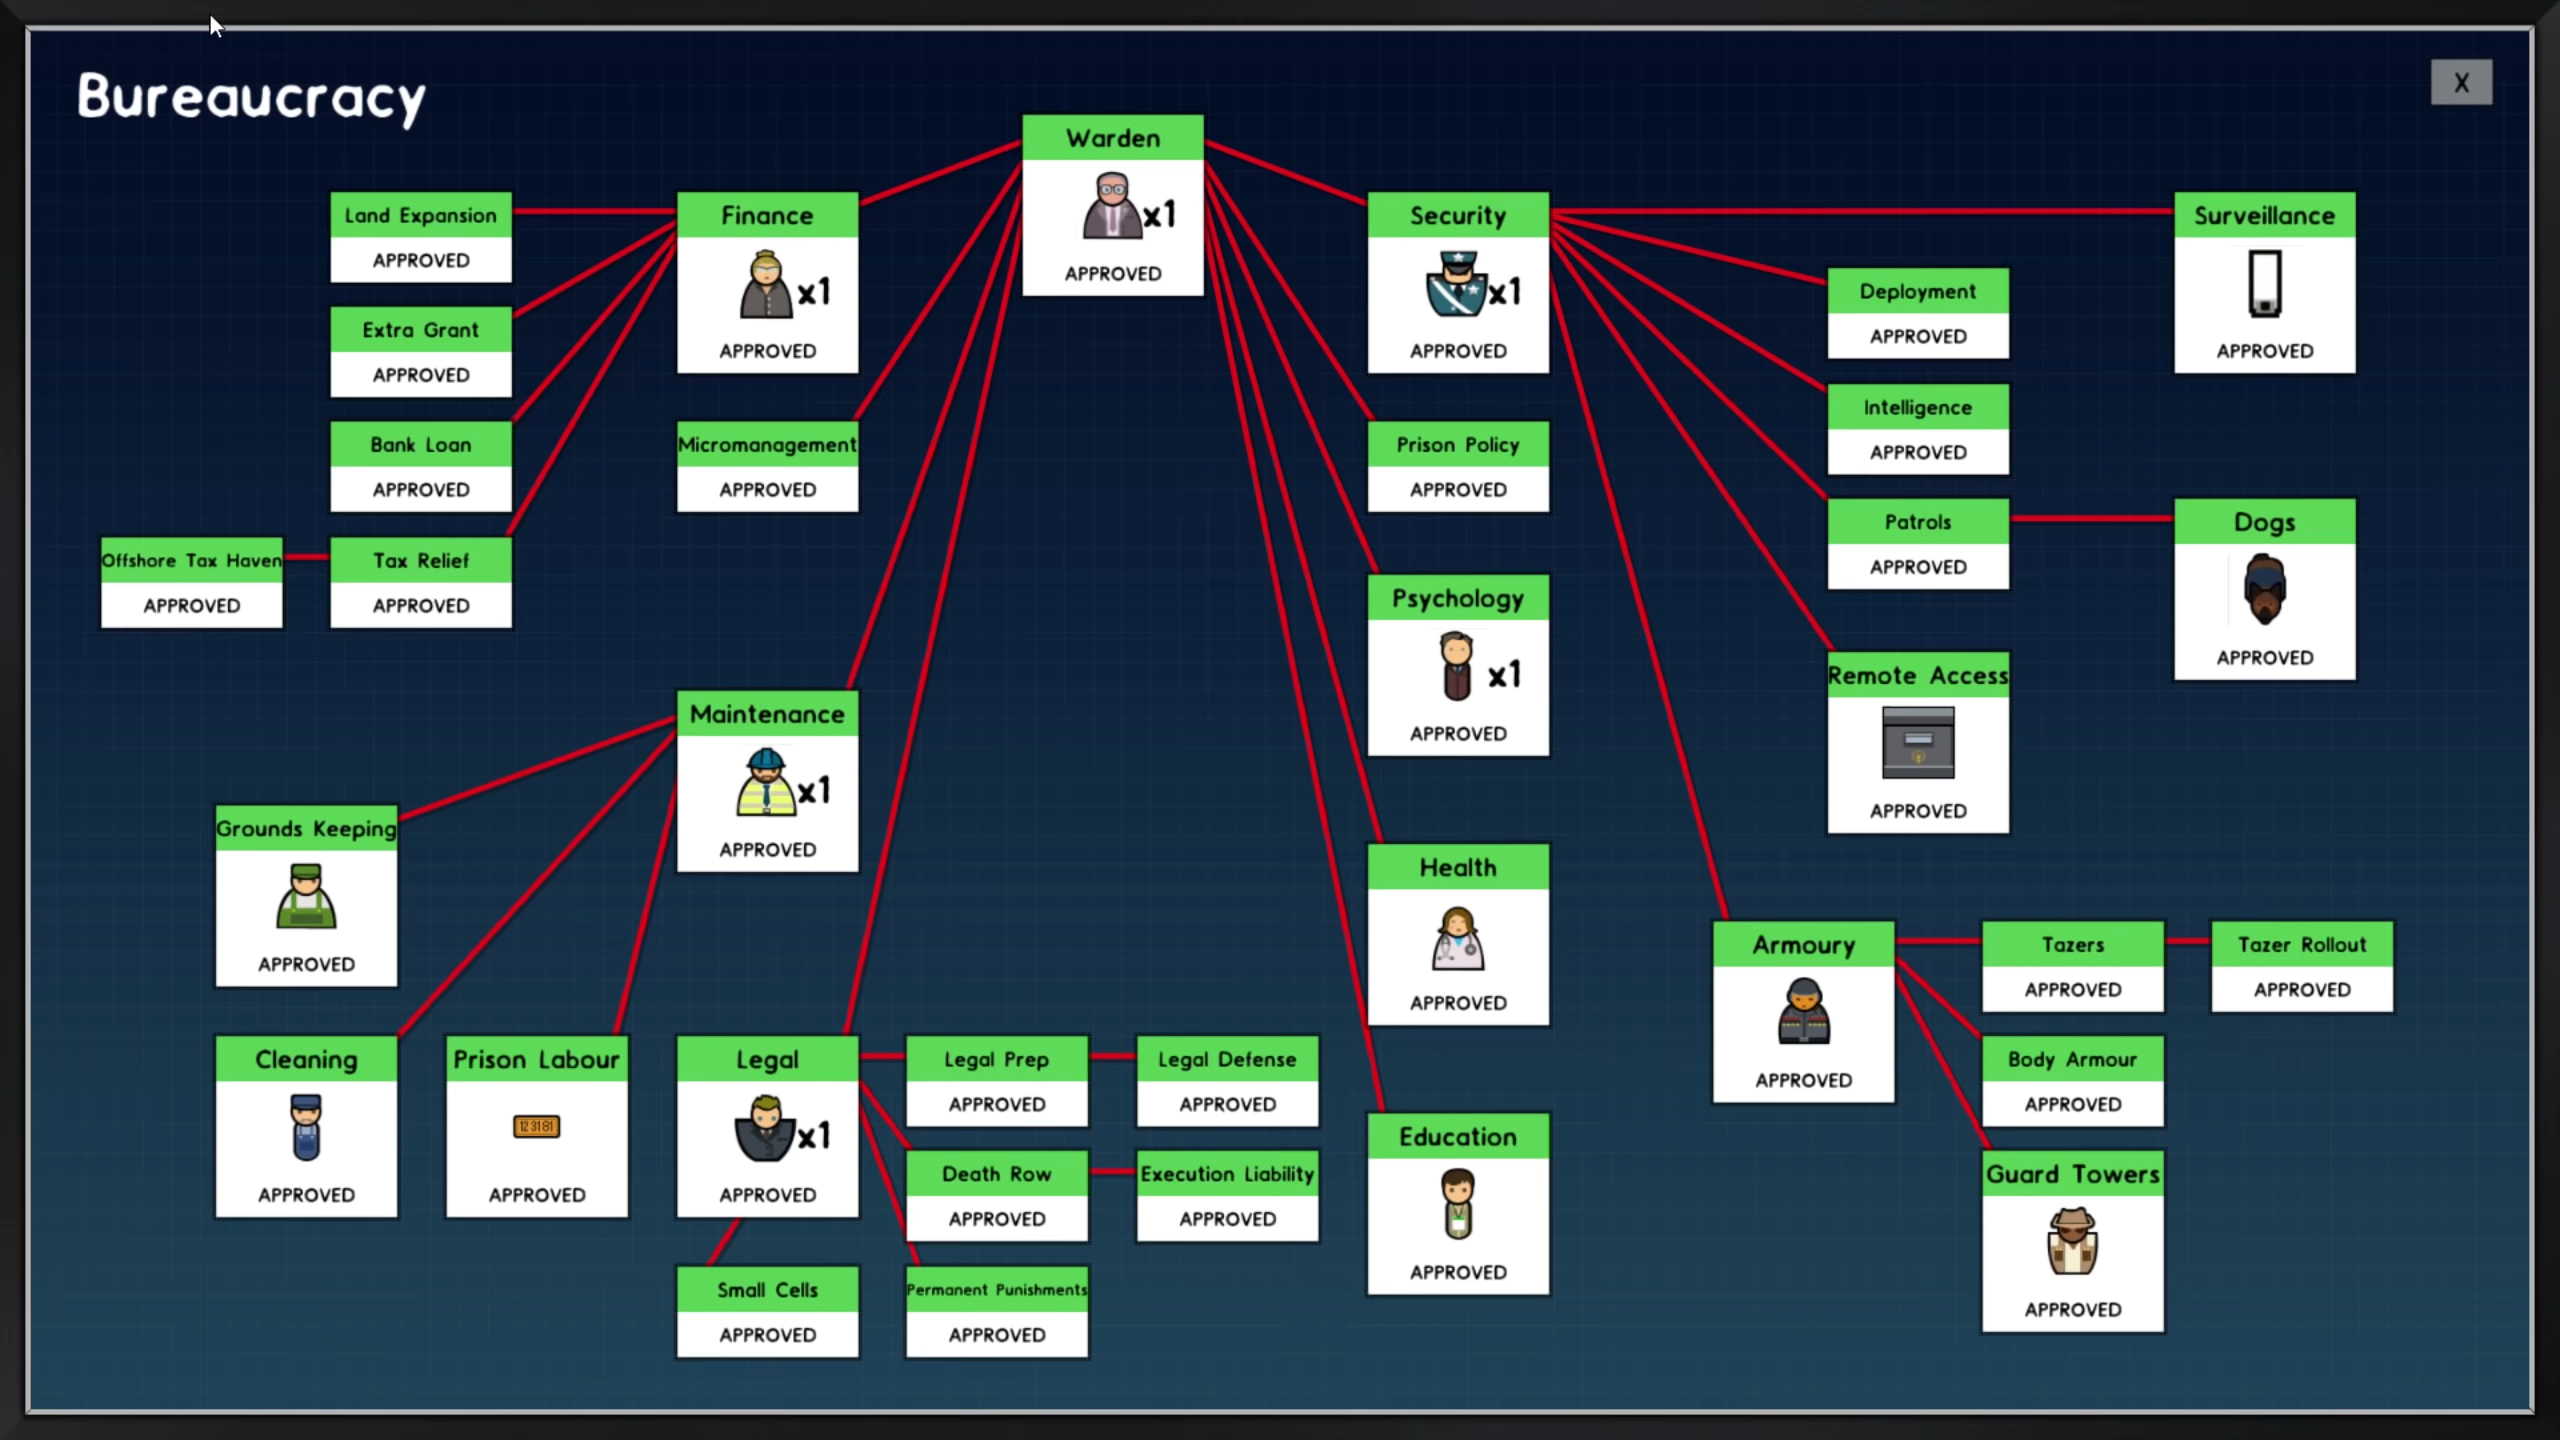 Bureaucracy
X
Warden
x1
APPROVED
Land Expansion
APPROVED
Finance
x1
APPROVED
Security
x1
APPROVED
Surveillance
APPROVED
Extra Grant
APPROVED
Deployment
APPROVED
Bank Loan
APPROVED
Micromanagement
APPROVED
Prison Policy
APPROVED
Intelligence
APPROVED
Offshore Tax Haven
APPROVED
Tax Relief
APPROVED
Patrols
APPROVED
Dogs
APPROVED
Psychology
x1
APPROVED
Remote Access
APPROVED
Maintenance
x1
APPROVED
Grounds Keeping
APPROVED
Health
APPROVED
Armoury
APPROVED
Tazers
APPROVED
Tazer Rollout
APPROVED
Cleaning
APPROVED
Prison Labour
12 31 81
APPROVED
Legal
x1
APPROVED
Legal Prep
APPROVED
Legal Defense
APPROVED
Body Armour
APPROVED
Education
APPROVED
Death Row
APPROVED
Execution Liability
APPROVED
Guard Towers
APPROVED
Small Cells
APPROVED
Permanent Punishments
APPROVED